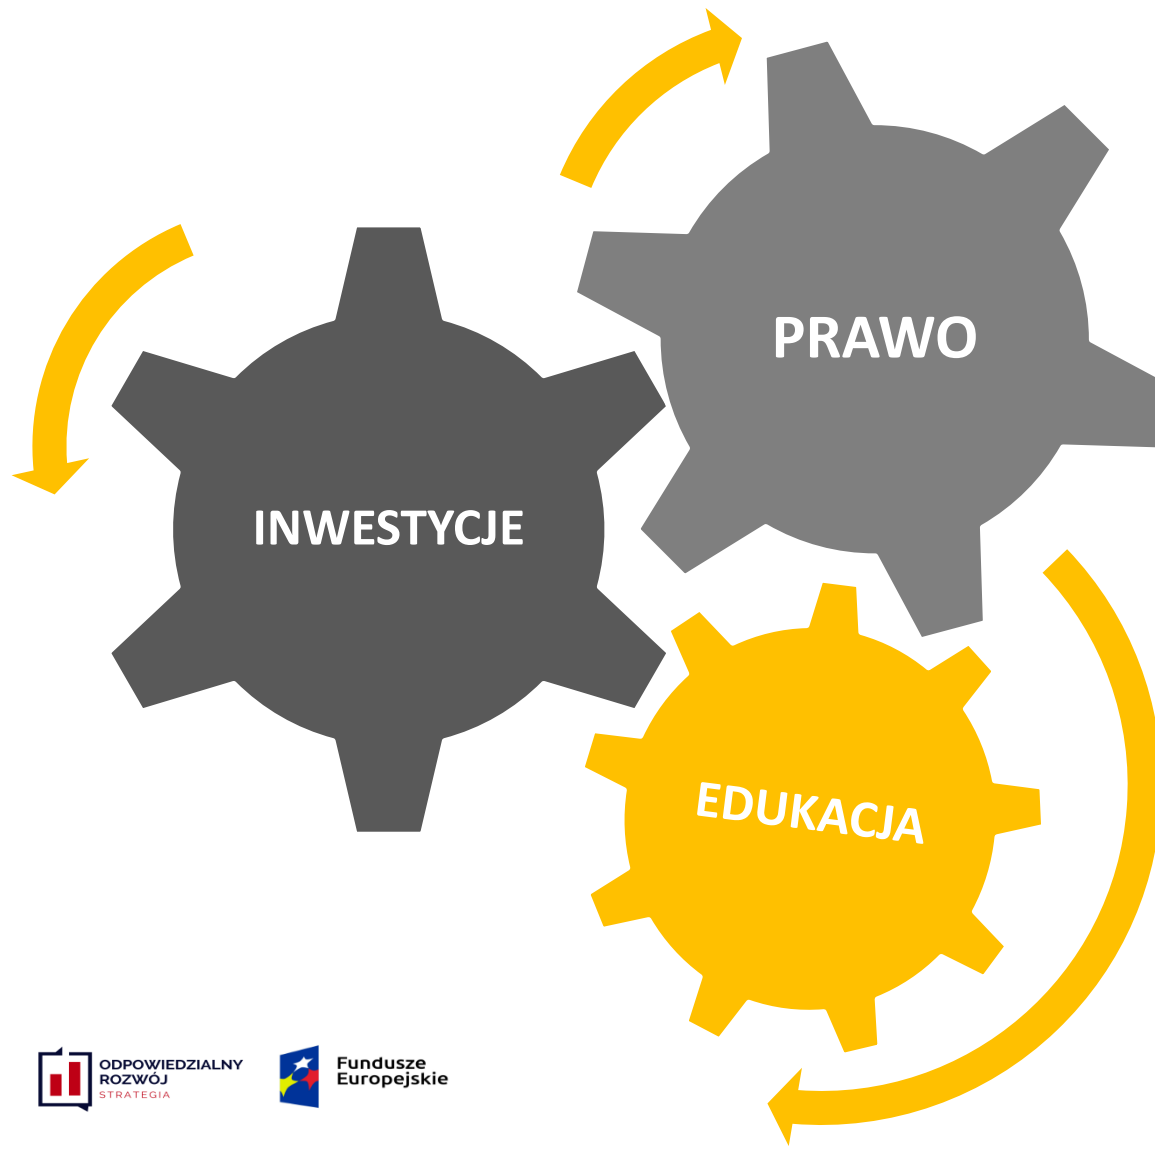 PRAWO
INWESTYCJE
EDUKACJA
ODPOWIEDZIALNY
ROZWÓJ
STRATEGIA
Fundusze
Europejskie